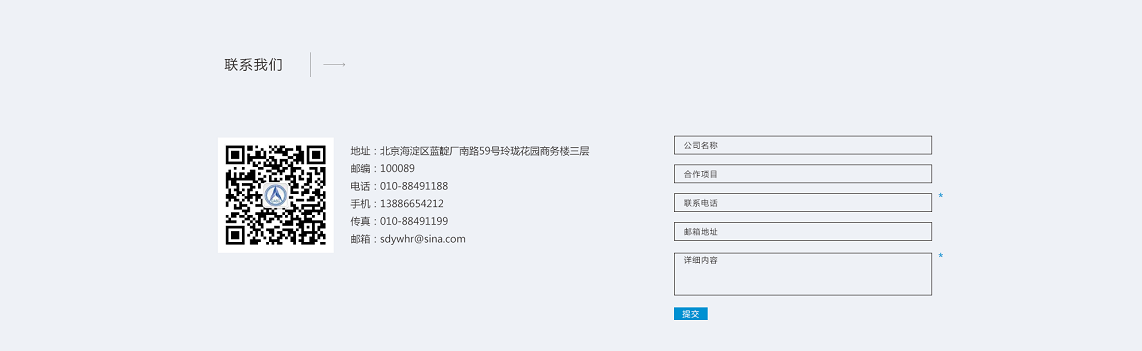 联系我们
地址：北京海淀区蓝靛厂南路59号玲珑花园商务楼三层
邮编：100089
电话：010-88491188
手机：13886654212
传真：010-88491199
邮箱：sdywhr@sina.com
公司名称
合作项目
联系电话 *
邮箱地址
详细内容 *
提交